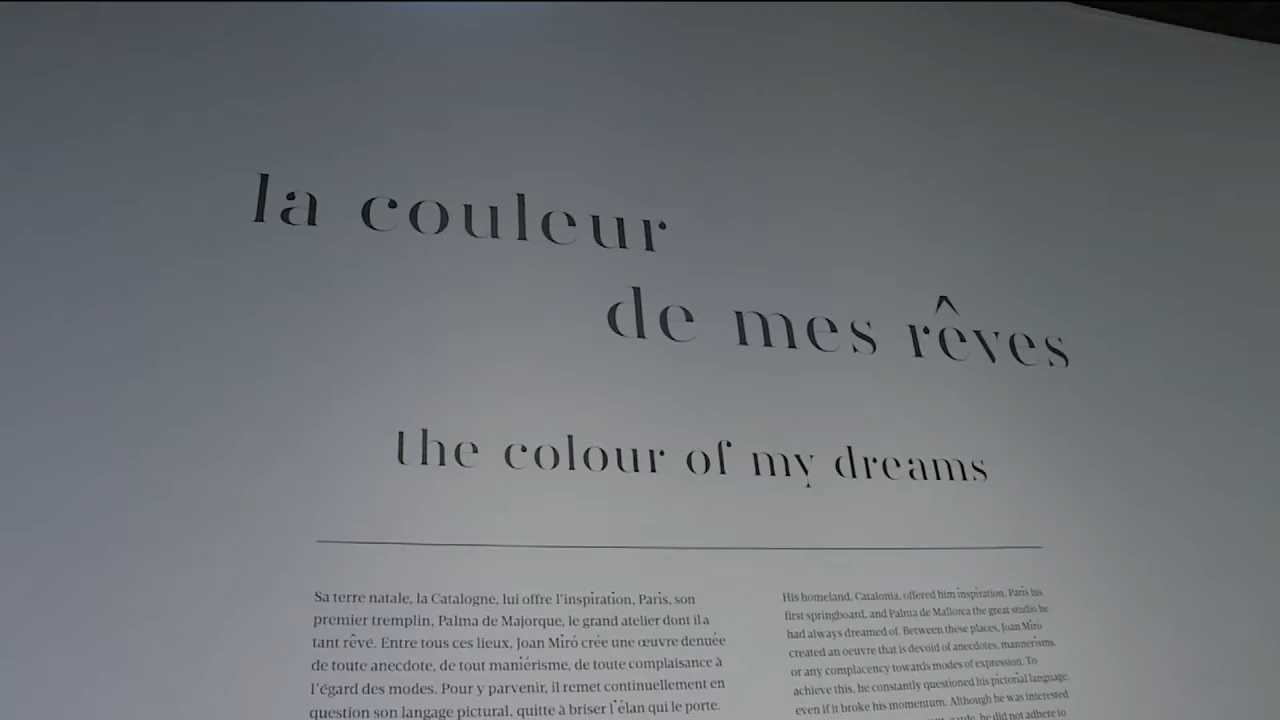 la couleur
de mes rêves
the colour of my dreams
Sa terre natale, la Catalogne, lui offre l'inspiration, Paris, son
premier tremplin, Palma de Majorque, le grand atelier dont il a
tant rêvé. Entre tous ces lieux, Joan Miró crée une œuvre denuée
de toute anecdote, de tout maniérisme, de toute complaisance à
l'égard des modes. Pour y parvenir, il remet continuellement en
question son langage pictural, quitte à briser l'élan qui le porte.
His homeland, Catalonia, offered him inspiration, Paris his
first springboard, and Palma de Mallorca the great studio he
had always dreamed of. Between these places, Joan Miró
created an oeuvre that is devoid of anecdotes, mannerisms,
or any complacency towards modes of expression. To
achieve this, he constantly questioned his pictorial language,
even if it broke his momentum. Although he was interested
he did not adhere to